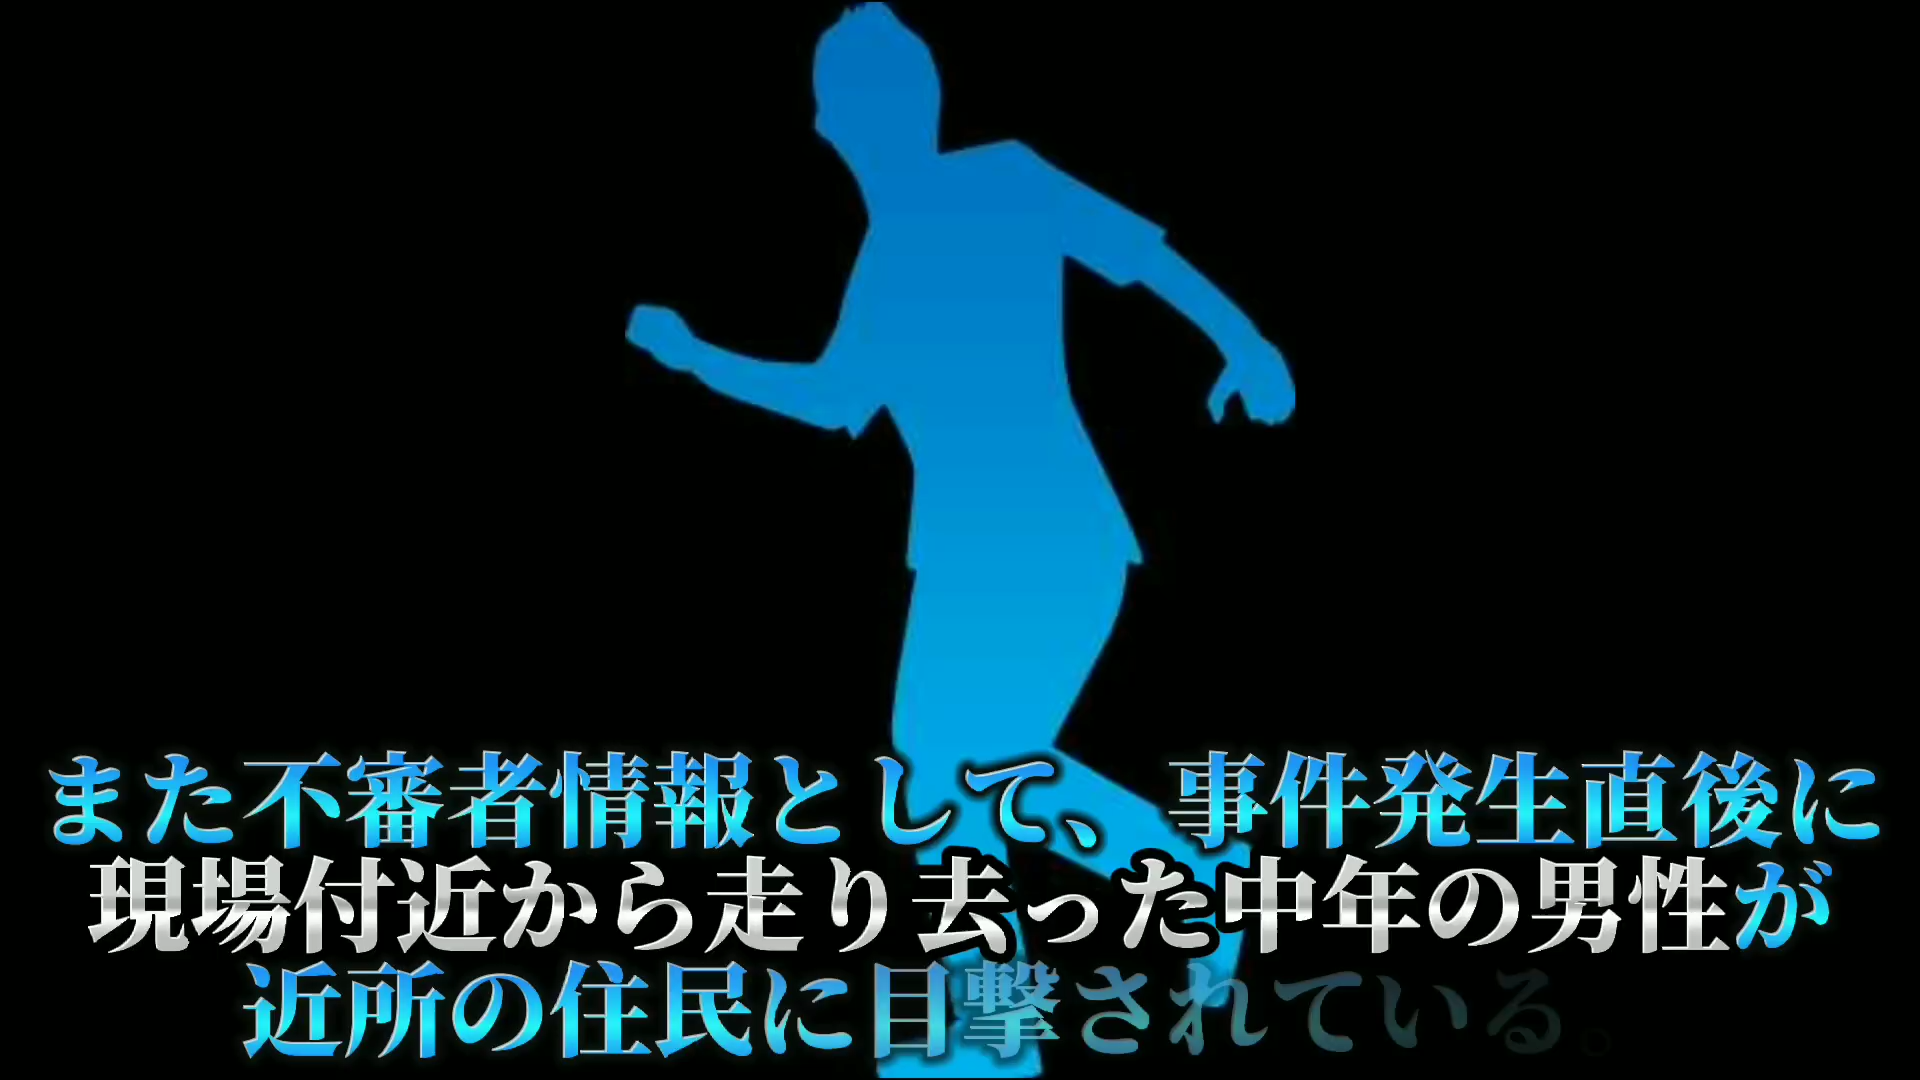 また不審者情報として、事件発生直後に
現場付近から走り去った中年の男性が
近所の住民に目撃されている。